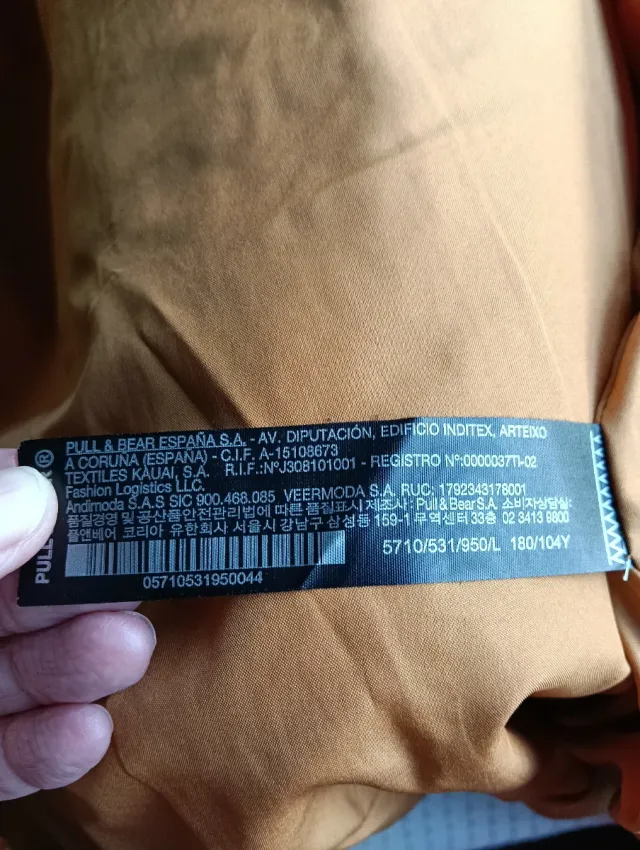 PULL
®
PULL & BEAR ESPAÑA S.A. - AV. DIPUTACIÓN, EDIFICIO INDITEX, ARTEIXO
A CORUÑA (ESPAÑA) - C.I.F. A-15108673
TEXTILES KAUAI, S.A. R.I.F.:NºJ308101001 - REGISTRO Nº:0000037TI-02
Fashion Logistics LLC.
Andimoda S.A.S SIC 900.468.085 VEERMODA S.A. RUC: 1792343178001
품질경영 및 공산품안전관리법에 따른 품질표시 제조사 : Pull&Bear S.A. 소비자상담실:
풀앤베어 코리아 유한회사 서울시 강남구 삼성동 159-1 무역센터 33층 02 3413 9800
5710/531/950/L 180/104Y
05710531950044